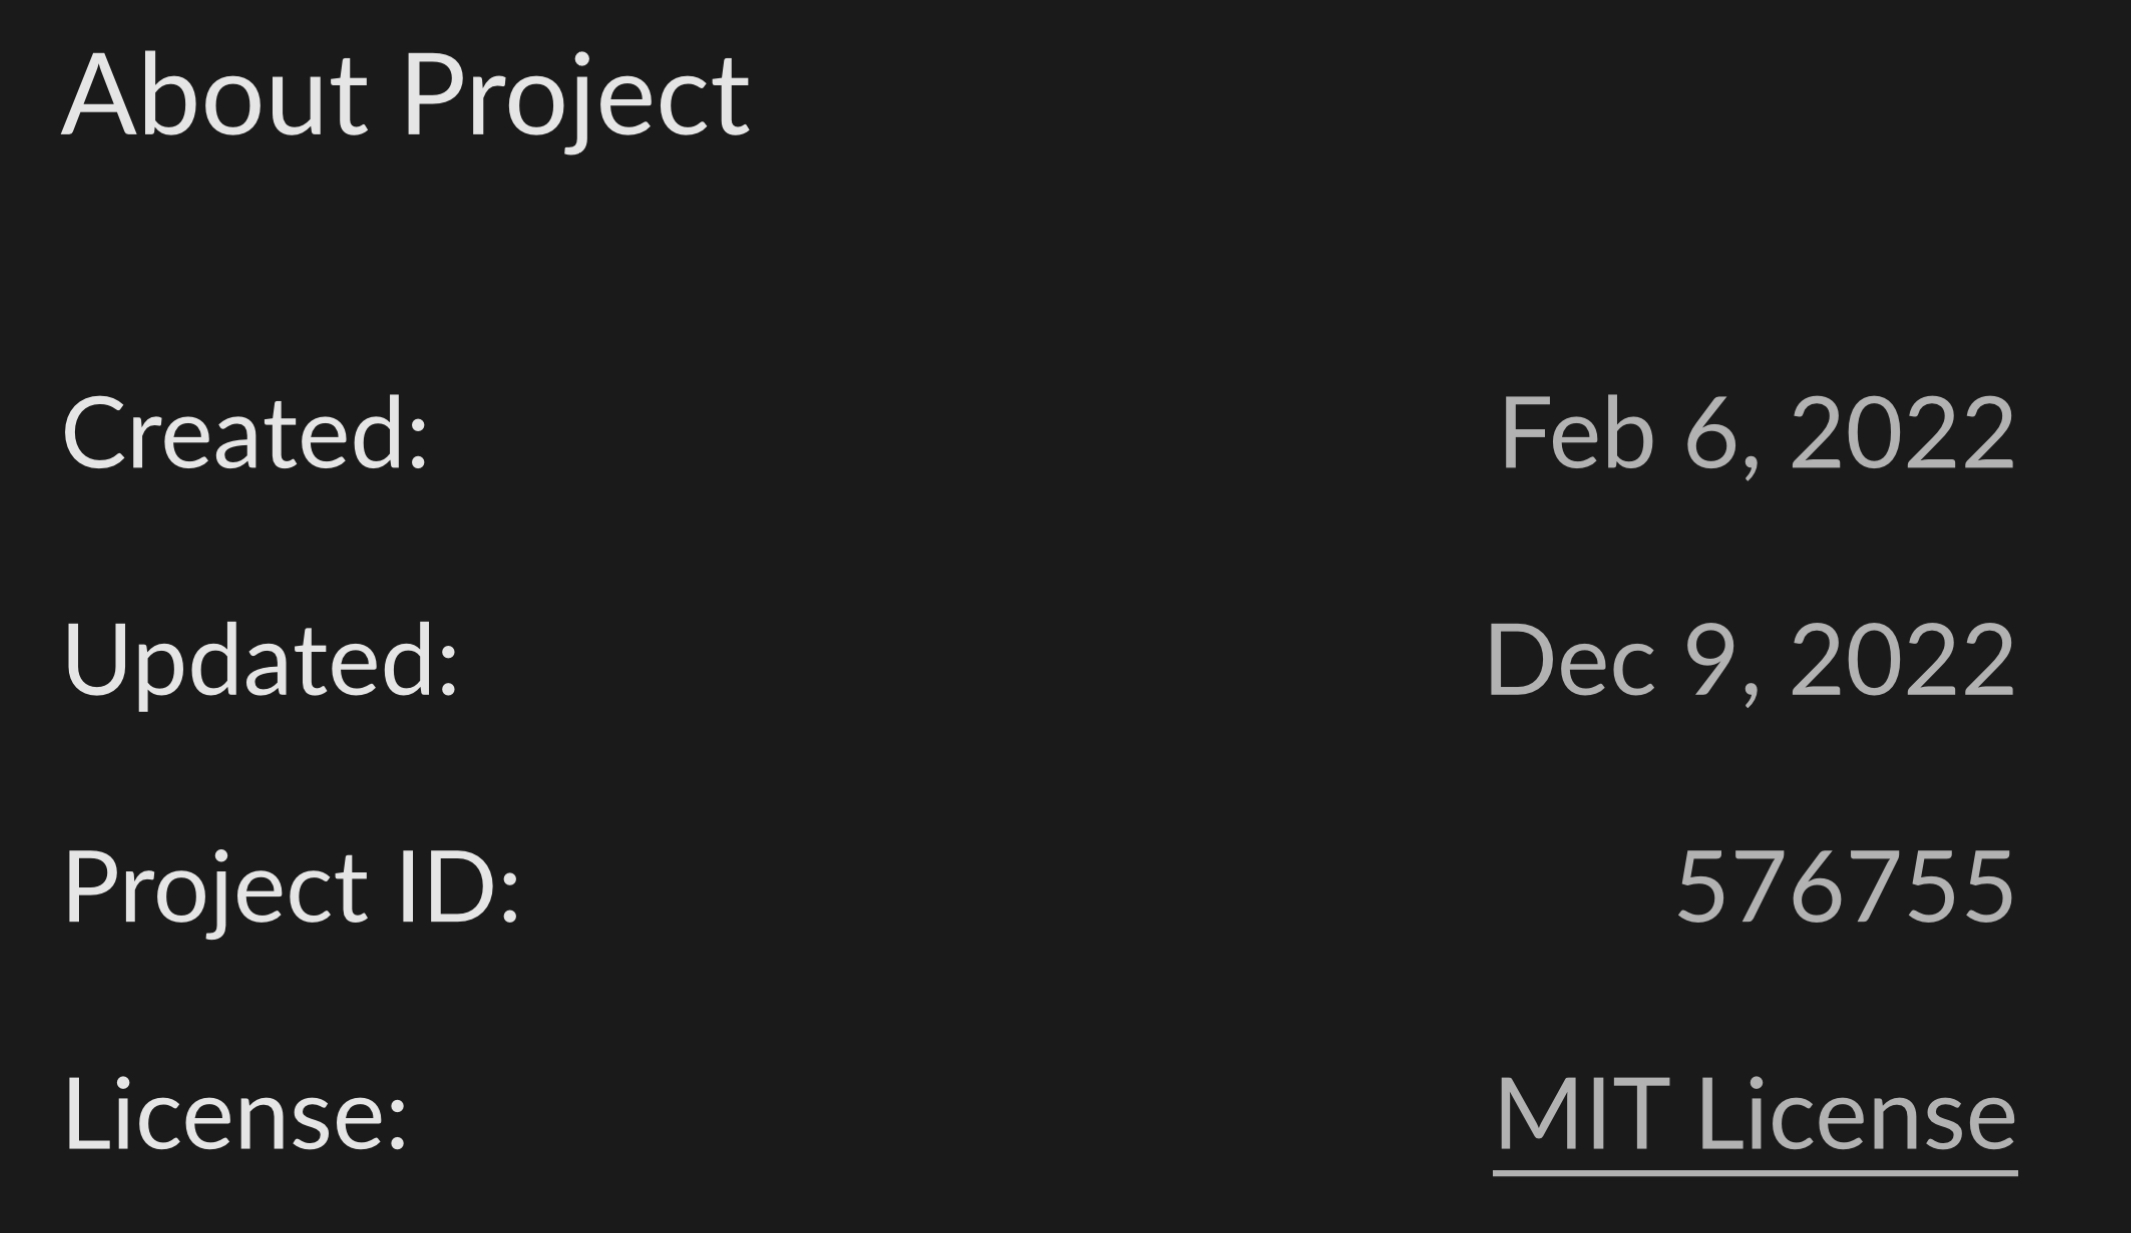 About Project
Created: Feb 6, 2022
Updated: Dec 9, 2022
Project ID: 576755
License: MIT License